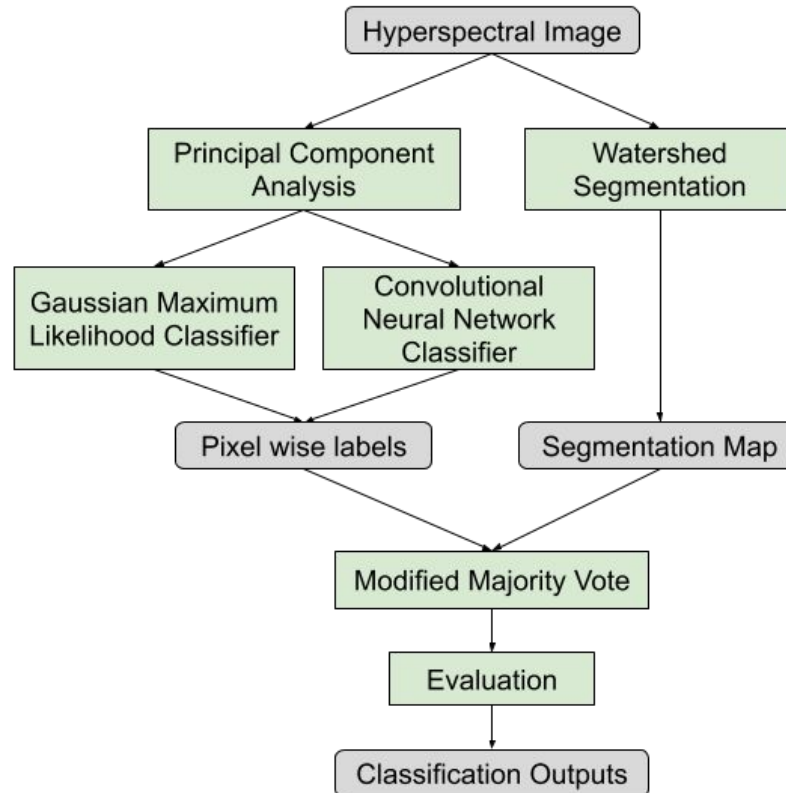 Hyperspectral Image
Principal Component
Analysis
Watershed
Segmentation
Gaussian Maximum
Likelihood Classifier
Convolutional
Neural Network
Classifier
Pixel wise labels
Segmentation Map
Modified Majority Vote
Evaluation
Classification Outputs